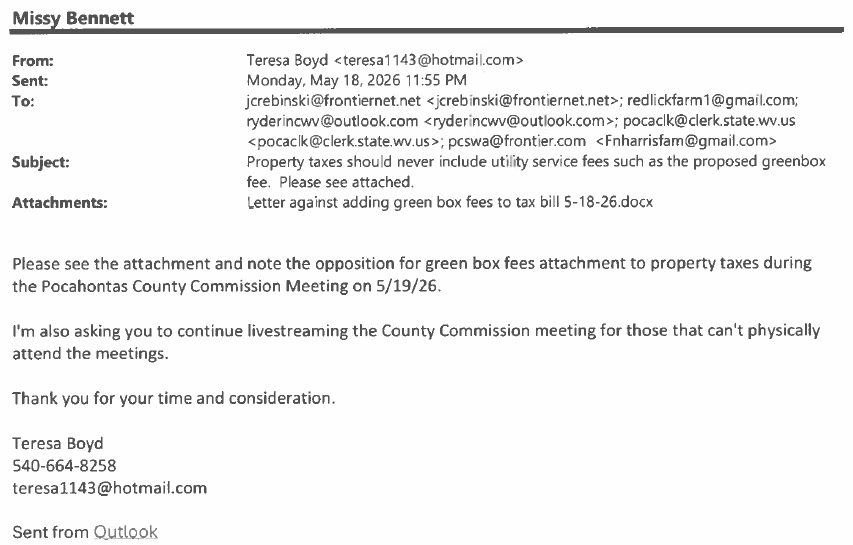 Missy Bennett
From: Teresa Boyd <teresa1143@hotmail.com>
Sent: Monday, May 18, 2026 11:55 PM
To: jcrebinski@frontiernet.net <jcrebinski@frontiernet.net>; redlickfarm1@gmail.com;
ryderincwv@outlook.com <ryderincwv@outlook.com>; pocaclk@clerk.state.wv.us
<pocaclk@clerk.state.wv.us>; pcswa@frontier.com <Fnharrisfam@gmail.com>
Subject: Property taxes should never include utility service fees such as the proposed greenbox
fee. Please see attached.
Attachments: Letter against adding green box fees to tax bill 5-18-26.docx
Please see the attachment and note the opposition for green box fees attachment to property taxes during
the Pocahontas County Commission Meeting on 5/19/26.
I'm also asking you to continue livestreaming the County Commission meeting for those that can't physically
attend the meetings.
Thank you for your time and consideration.
Teresa Boyd
540-664-8258
teresa1143@hotmail.com
Sent from Outlook